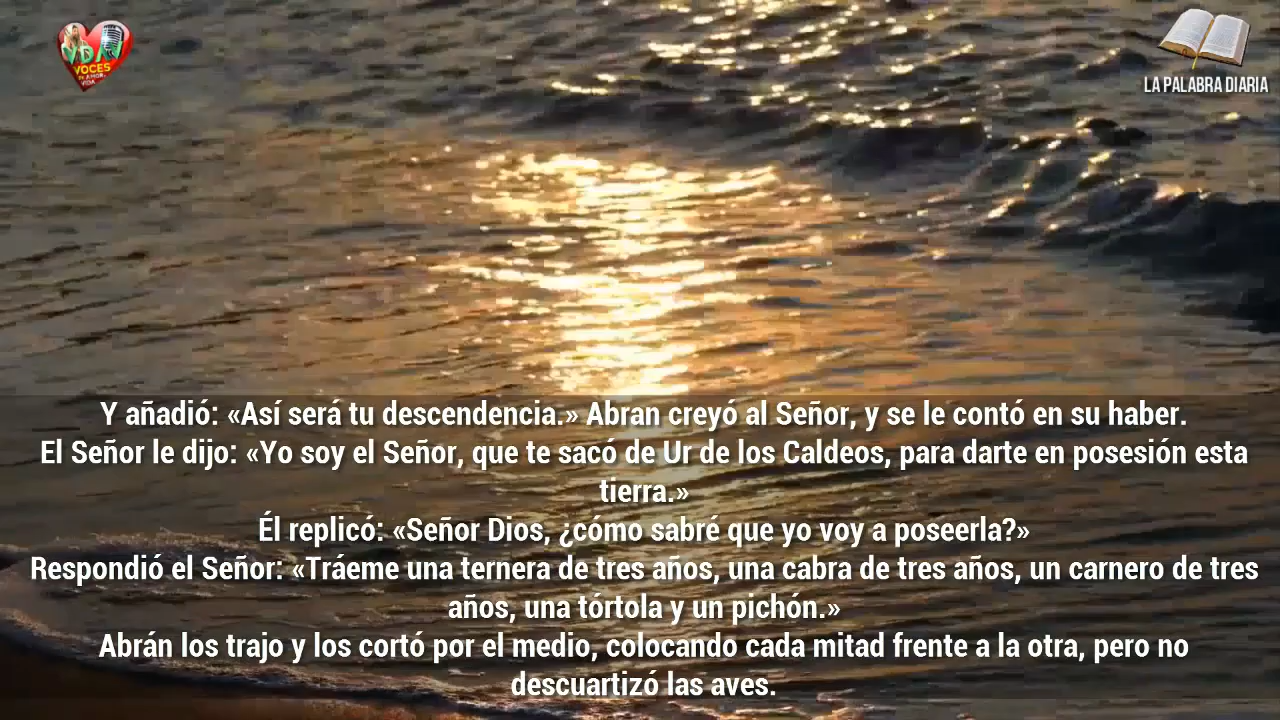 VDA
VOCES
VIDA
LA PALABRA DIARIA
Y añadió: «Así será tu descendencia.» Abran creyó al Señor, y se le contó en su haber.
El Señor le dijo: «Yo soy el Señor, que te sacó de Ur de los Caldeos, para darte en posesión esta
tierra.»
Él replicó: «Señor Dios, ¿cómo sabré que yo voy a poseerla?»
Respondió el Señor: «Tráeme una ternera de tres años, una cabra de tres años, un carnero de tres
años, una tórtola y un pichón.»
Abrán los trajo y los cortó por el medio, colocando cada mitad frente a la otra, pero no
descuartizó las aves.